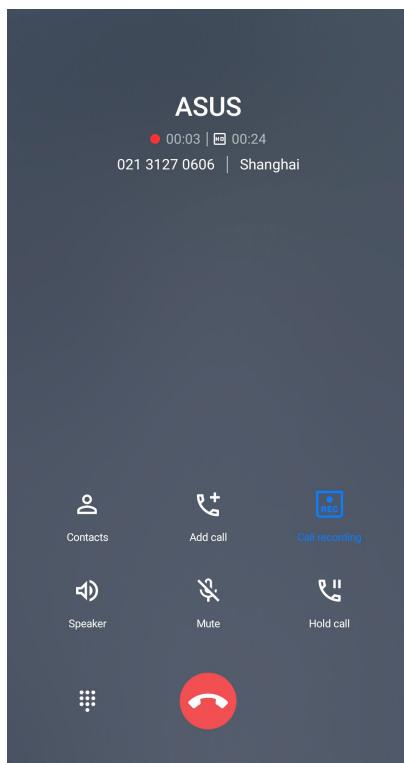 ASUS
00:03 | HD 00:24
021 3127 0606 | Shanghai
Contacts
Add call
REC
Call recording
Speaker
Mute
Hold call